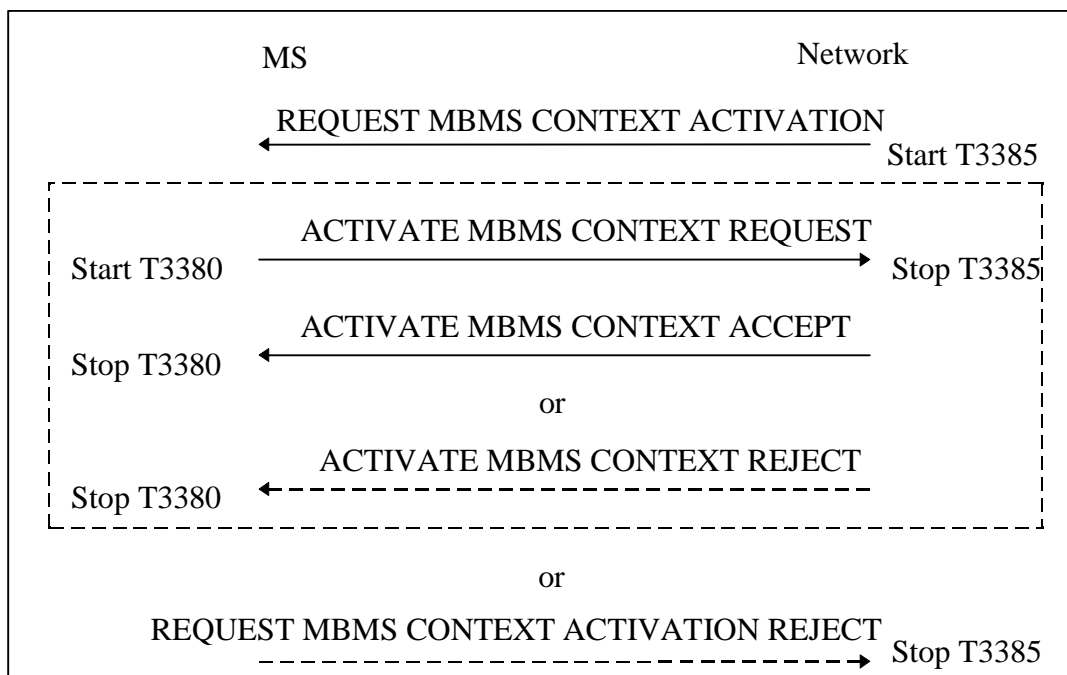 MS Network
REQUEST MBMS CONTEXT ACTIVATION
Start T3385
ACTIVATE MBMS CONTEXT REQUEST
Start T3380 Stop T3385
ACTIVATE MBMS CONTEXT ACCEPT
Stop T3380
or
ACTIVATE MBMS CONTEXT REJECT
Stop T3380
or
REQUEST MBMS CONTEXT ACTIVATION REJECT
Stop T3385